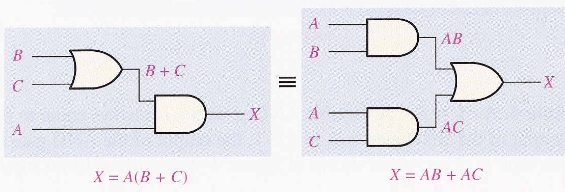 B
C
B + C
A
X
X = A(B + C)
≡
A
B
AB
A
C
AC
X
X = AB + AC